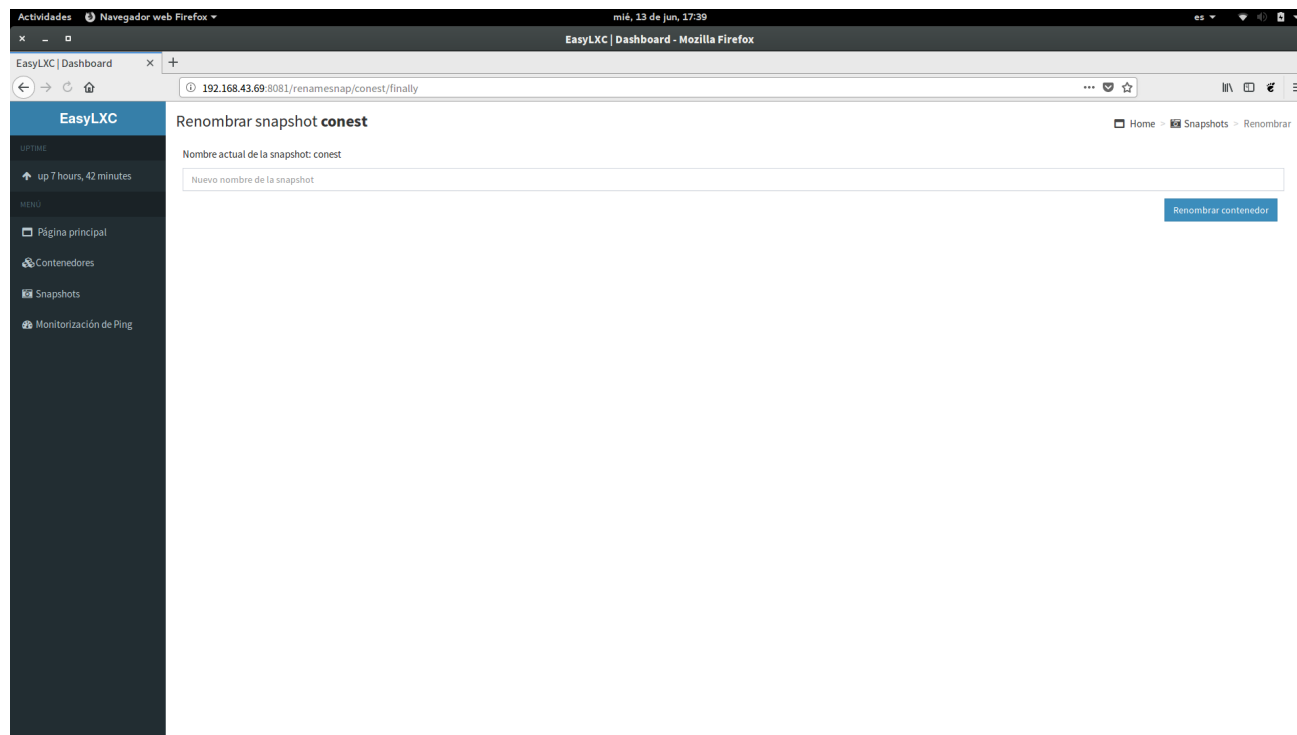 Actividades Navegador web Firefox mié, 13 de jun, 17:39 es
EasyLXC | Dashboard - Mozilla Firefox
EasyLXC | Dashboard
192.168.43.69:8081/renamesnap/conest/finally
EasyLXC
UPTIME
up 7 hours, 42 minutes
MENÚ
Página principal
Contenedores
Snapshots
Monitorización de Ping
Renombrar snapshot conest
Home > Snapshots > Renombrar
Nombre actual de la snapshot: conest
Nuevo nombre de la snapshot
Renombrar contenedor